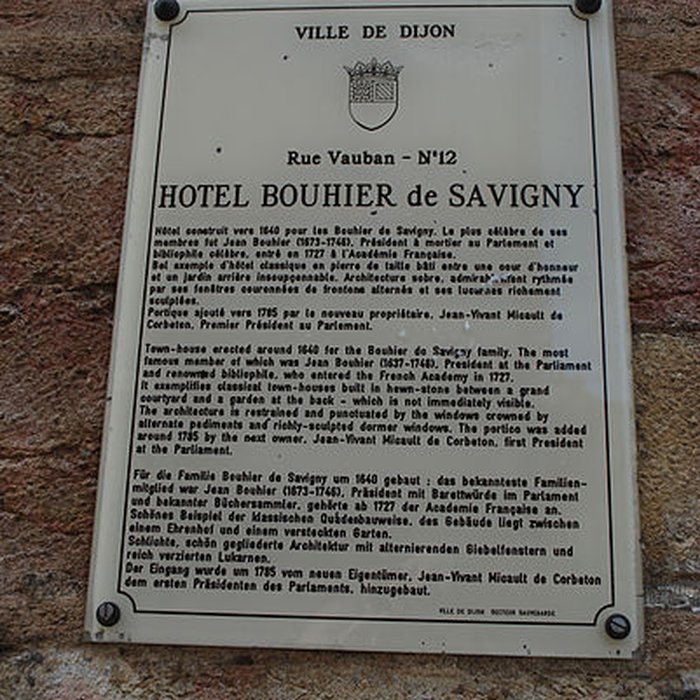 VILLE DE DIJON
Rue Vauban - N°12
HOTEL BOUHIER de SAVIGNY
Hôtel construit vers 1640 pour les Bouhier de Savigny. Le plus célèbre de ses
membres fut Jean Bouhier (1673-1746), Président à mortier au Parlement et
bibliophile célèbre, entré en 1727 à l'Académie Française.
Bel exemple d'hôtel classique en pierre de taille bâti entre une cour d'honneur
et un jardin arrière insoupçonnable. Architecture sobre, admirablement rythmée
par ses fenêtres couronnées de frontons alternés et ses lucarnes richement
sculptées.
Portique ajouté vers 1785 par le nouveau propriétaire, Jean-Vivant Micault de
Corbeton, Premier Président au Parlement.
Town-house erected around 1640 for the Bouhier de Savigny family. The most
famous member of which was Jean Bouhier (1637-1746), President at the Parliament
and renowned bibliophile, who entered the French Academy in 1727.
It exemplifies classical town-houses built in hewn-stone between a grand
courtyard and a garden at the back - which is not immediately visible.
The architecture is restrained and punctuated by the windows crowned by
alternate pediments and richly-sculpted dormer windows. The portico was added
around 1785 by the next owner, Jean-Vivant Micault de Corbeton, first President
at the Parliament.
Für die Familie Bouhier de Savigny um 1640 gebaut : das bekannteste Familien-
mitglied war Jean Bouhier (1673-1746), Präsident mit Barettwürde im Parlament
und bekannter Büchersammler, gehörte ab 1727 der Academie Française an.
Schönes Beispiel der klassischen Quadenbauweise, des Gebäude liegt zwischen
einem Ehrenhof und einem versteckten Garten.
Schlichte, schön gegliederte Architektur mit alternierenden Giebelfenstern und
reich verzierten Lukarnen.
Der Eingang wurde um 1785 vom neuen Eigentümer, Jean-Vivant Micault de Corbeton
dem ersten Präsidenten des Parlaments, hinzugebaut.
VILLE DE DIJON SECTEUR SAUVEGARDE